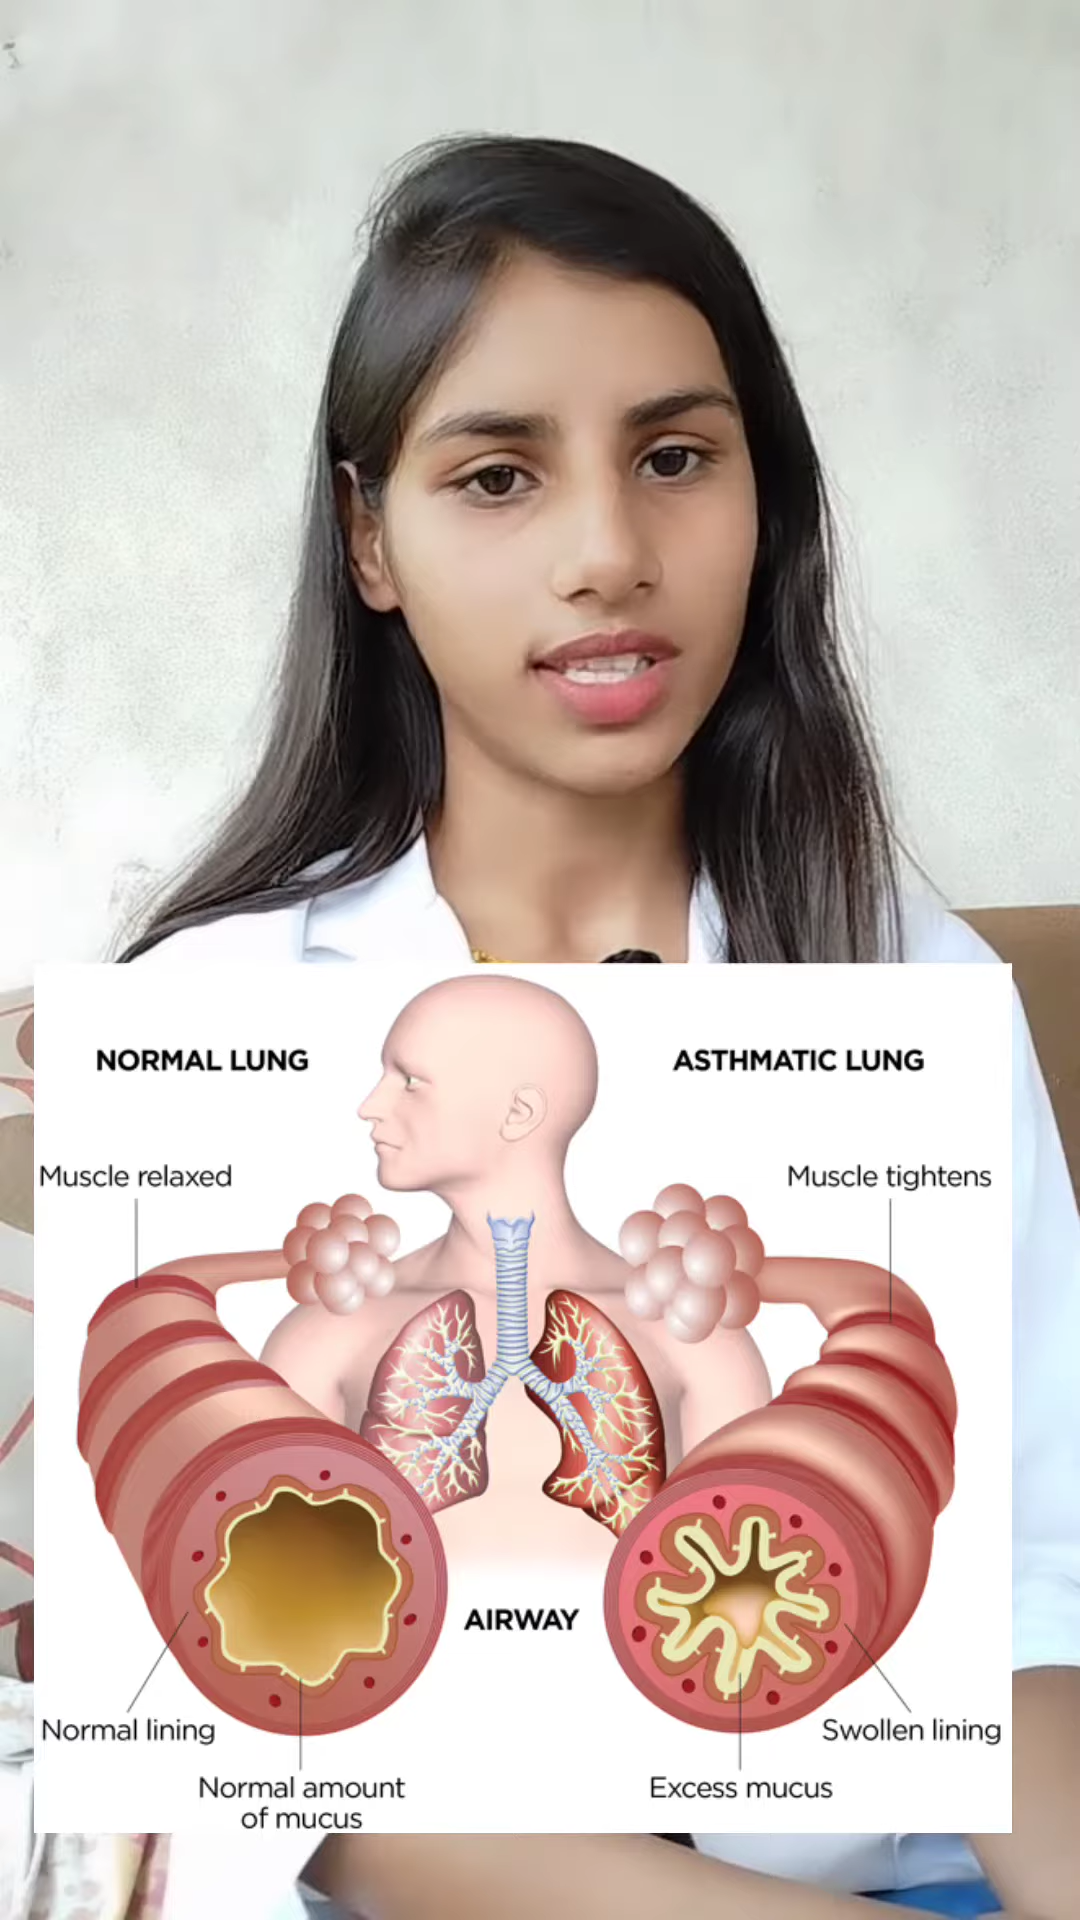 NORMAL LUNG
ASTHMATIC LUNG
Muscle relaxed
Muscle tightens
AIRWAY
Normal lining
Swollen lining
Normal amount
of mucus
Excess mucus